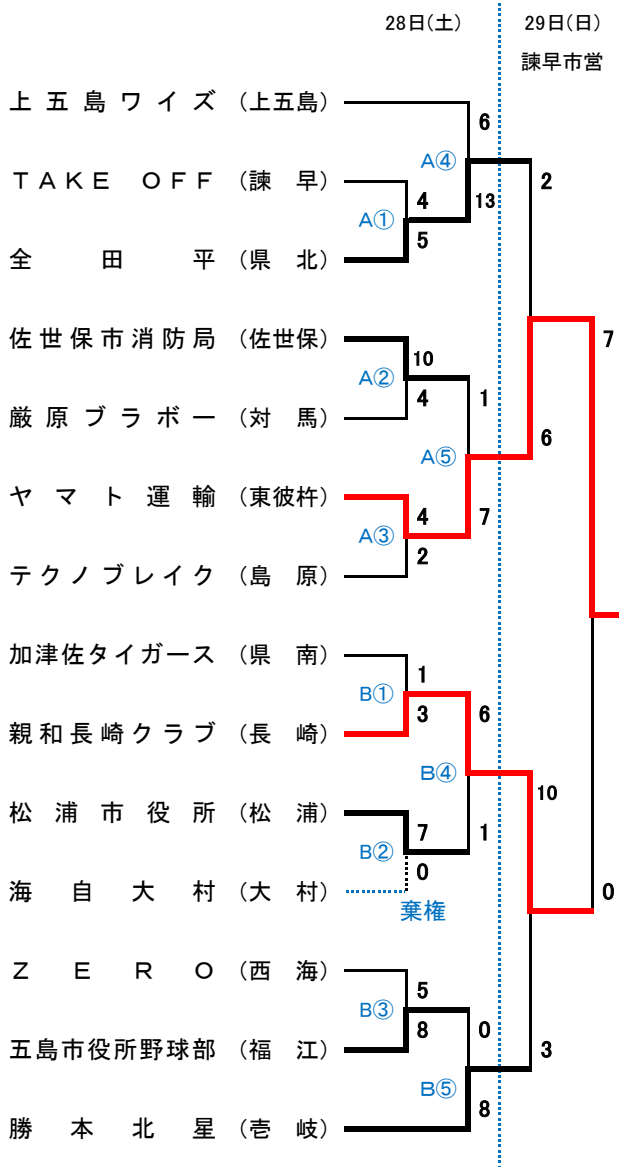 28日(土) 29日(日)
諫早市営
上五島ワイズ (上五島)
6
A④
2
TAKE OFF (諫 早)
4
13
A①
5
全田平 (県 北)
佐世保市消防局 (佐世保)
10
7
A②
4
1
厳原ブラボー (対 馬)
6
A⑤
ヤマト運輸 (東彼杵)
4
7
A③
2
テクノブレイク (島 原)
加津佐タイガース (県 南)
1
B①
3
6
親和長崎クラブ (長 崎)
B④
10
松浦市役所 (松 浦)
7
1
B②
0
海自大村 (大 村)
0
棄権
ZERO (西 海)
5
B③
8
0
五島市役所野球部 (福 江)
3
B⑤
8
勝本北星 (壱 岐)